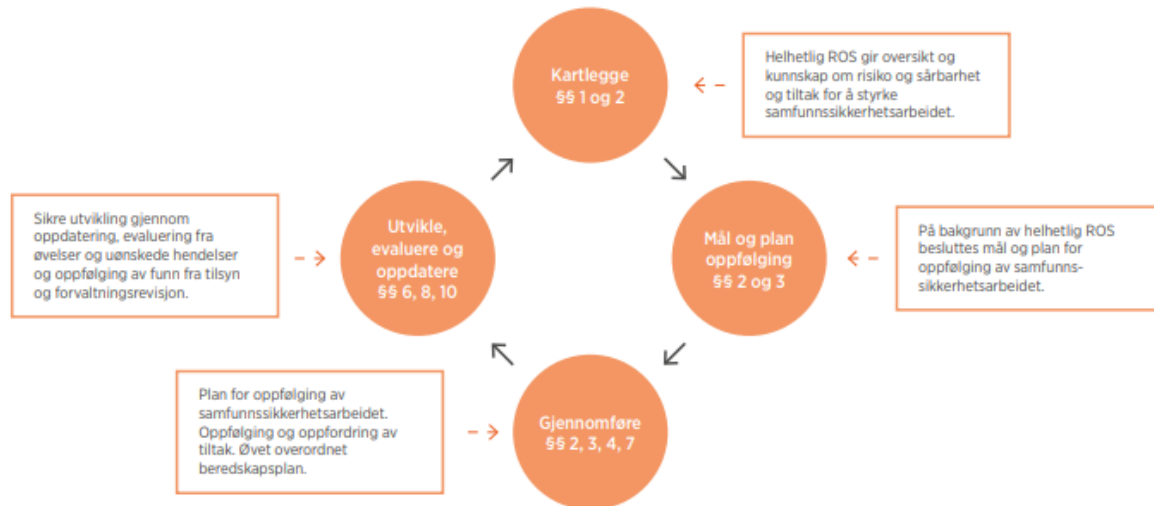 Kartlegge
§§ 1 og 2
Helhetlig ROS gir oversikt og
kunnskap om risiko og sårbarhet
og tiltak for å styrke
samfunnssikkerhetsarbeidet.
Mål og plan
oppfølging
§§ 2 og 3
På bakgrunn av helhetlig ROS
besluttes mål og plan for
oppfølging av samfunns-
sikkerhetsarbeidet.
Gjennomføre
§§ 2, 3, 4, 7
Plan for oppfølging av
samfunnssikkerhetsarbeidet.
Oppfølging og oppfordring av
tiltak. Øvet overordnet
beredskapsplan.
Utvikle,
evaluere og
oppdatere
§§ 6, 8, 10
Sikre utvikling gjennom
oppdatering, evaluering fra
øvelser og uønskede hendelser
og oppfølging av funn fra tilsyn
og forvaltningsrevisjon.